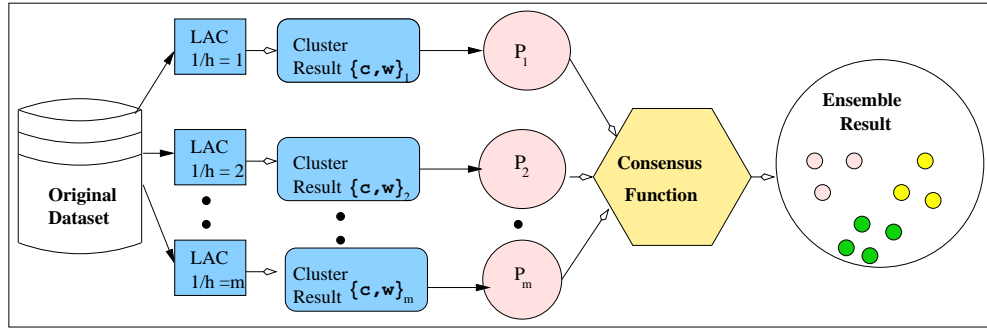 Original
Dataset
LAC
1/h = 1
Cluster
Result {c,w}1
P1
LAC
1/h = 2
Cluster
Result {c,w}2
P2
LAC
1/h =m
Cluster
Result {c,w}m
Pm
Consensus
Function
Ensemble
Result